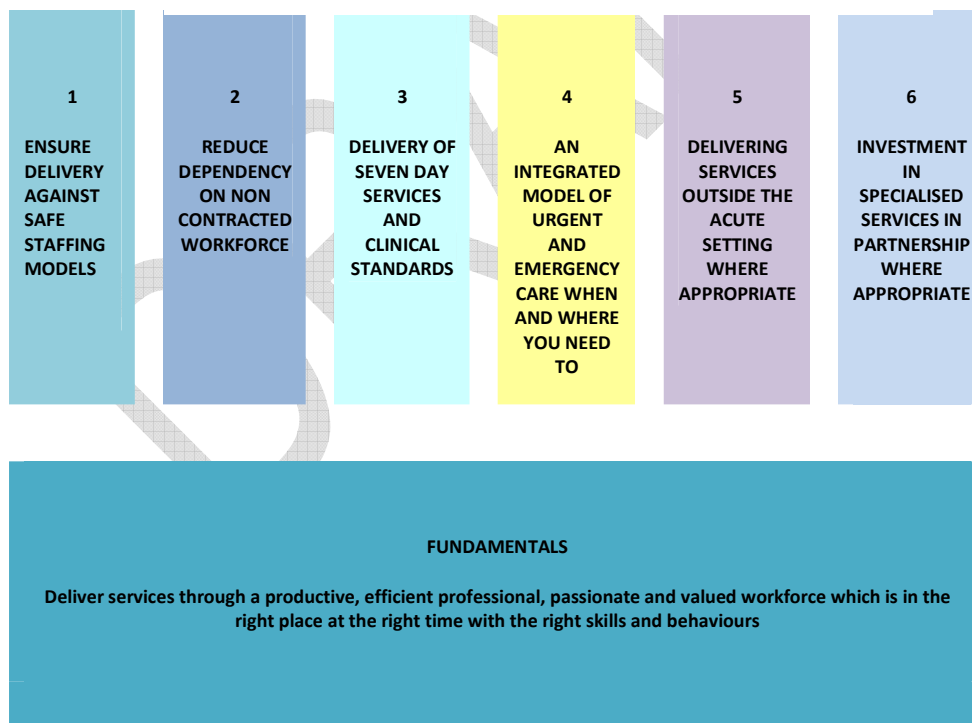 1
ENSURE
DELIVERY
AGAINST
SAFE
STAFFING
MODELS
2
REDUCE
DEPENDENCY
ON NON
CONTRACTED
WORKFORCE
3
DELIVERY OF
SEVEN DAY
SERVICES
AND
CLINICAL
STANDARDS
4
AN
INTEGRATED
MODEL OF
URGENT
AND
EMERGENCY
CARE WHEN
AND WHERE
YOU NEED
TO
5
DELIVERING
SERVICES
OUTSIDE THE
ACUTE
SETTING
WHERE
APPROPRIATE
6
INVESTMENT
IN
SPECIALISED
SERVICES IN
PARTNERSHIP
WHERE
APPROPRIATE
FUNDAMENTALS
Deliver services through a productive, efficient professional, passionate and valued workforce which is in the
right place at the right time with the right skills and behaviours